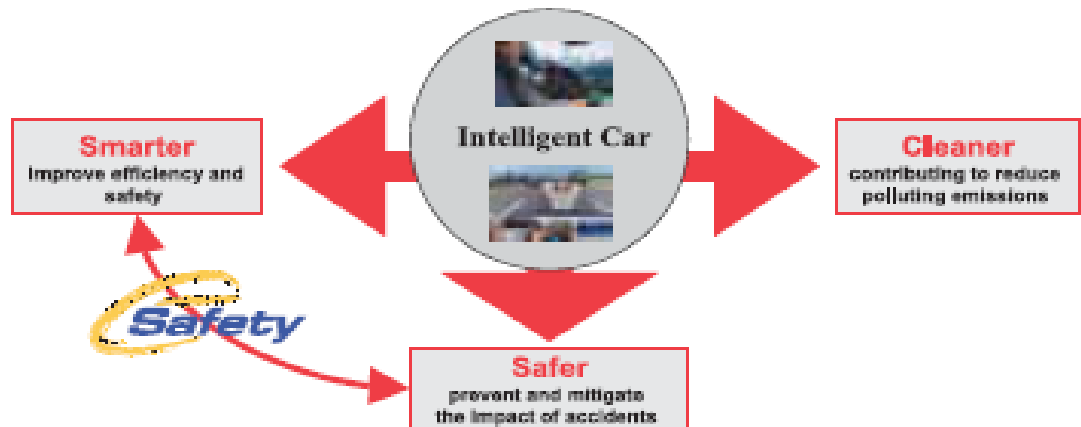 Intelligent Car
Smarter
improve efficiency and
safety
Cleaner
contributing to reduce
polluting emissions
eSafety
Safer
prevent and mitigate
the impact of accidents